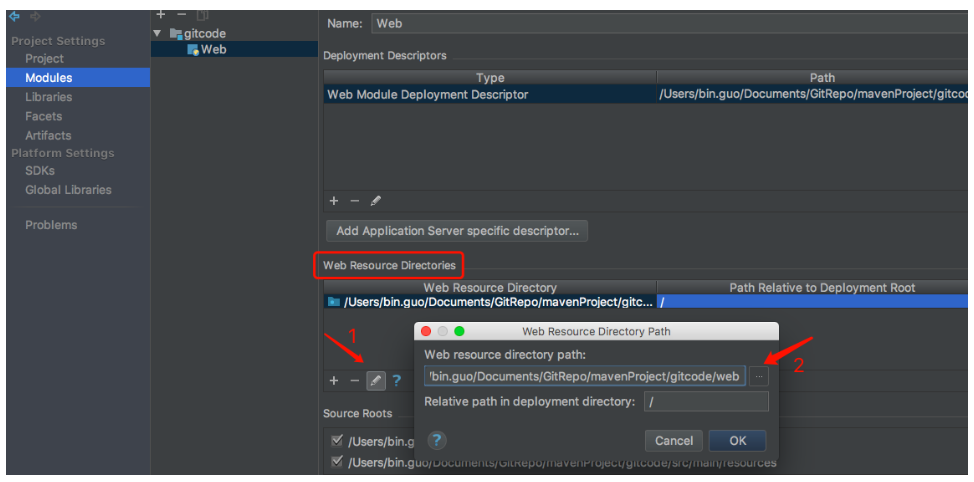 Project Settings
Project
Modules
Libraries
Facets
Artifacts
Platform Settings
SDKs
Global Libraries
Problems
gitcode
Web
Name: Web
Deployment Descriptors
Type Path
Web Module Deployment Descriptor /Users/bin.guo/Documents/GitRepo/mavenProject/gitcod
Add Application Server specific descriptor...
Web Resource Directories
Web Resource Directory Path Relative to Deployment Root
/Users/bin.guo/Documents/GitRepo/mavenProject/gitc... /
1
Web Resource Directory Path
Web resource directory path:
'bin.guo/Documents/GitRepo/mavenProject/gitcode/web ...
2
Relative path in deployment directory: /
? Cancel OK
+ − ?
Source Roots
/Users/bin.g
/Users/bin.guo/Documents/GitRepo/mavenProject/gitcode/src/main/resources